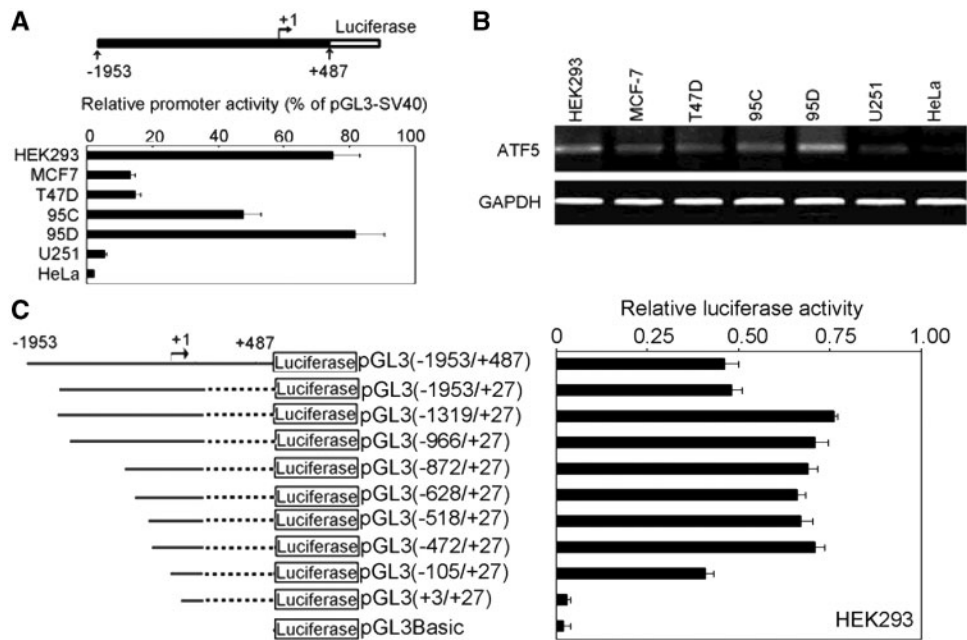 A
+1
Luciferase
-1953
+487
Relative promoter activity (% of pGL3-SV40)
0 20 40 60 80 100
HEK293
MCF7
T47D
95C
95D
U251
HeLa
B
HEK293 MCF-7 T47D 95C 95D U251 HeLa
ATF5
GAPDH
C
-1953 +1 +487
Luciferase pGL3(-1953/+487)
Luciferase pGL3(-1953/+27)
Luciferase pGL3(-1319/+27)
Luciferase pGL3(-966/+27)
Luciferase pGL3(-872/+27)
Luciferase pGL3(-628/+27)
Luciferase pGL3(-518/+27)
Luciferase pGL3(-472/+27)
Luciferase pGL3(-105/+27)
Luciferase pGL3(+3/+27)
Luciferase pGL3Basic
Relative luciferase activity
0 0.25 0.50 0.75 1.00
HEK293